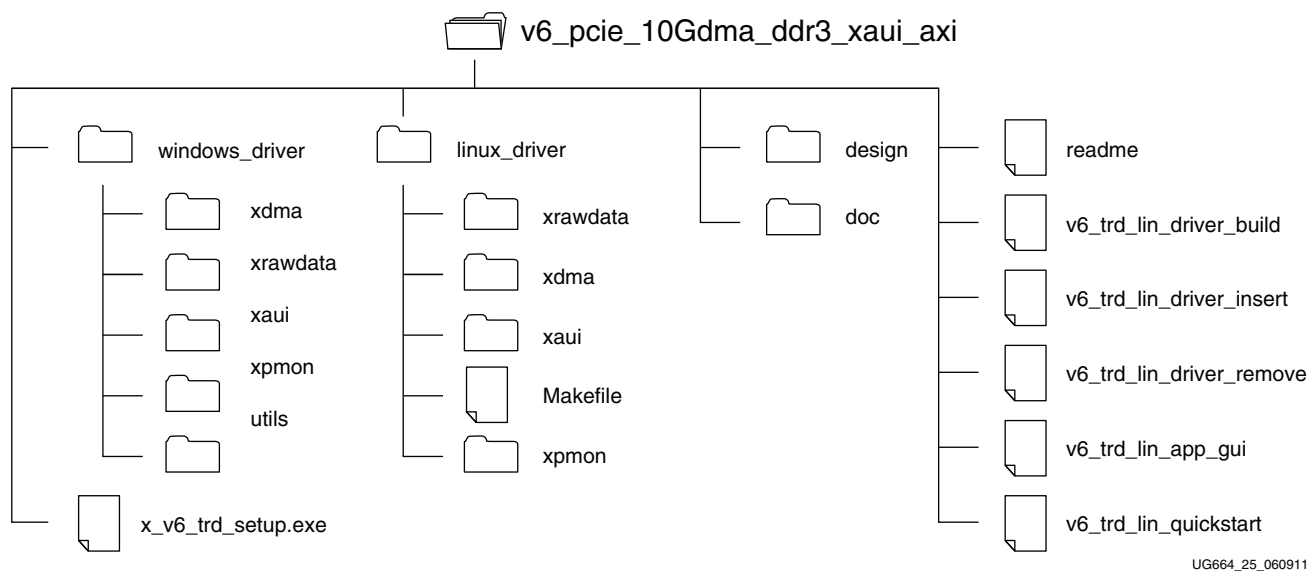 v6_pcie_10Gdma_ddr3_xaui_axi
windows_driver
xdma
xrawdata
xaui
xpmon
utils
x_v6_trd_setup.exe
linux_driver
xrawdata
xdma
xaui
Makefile
xpmon
design
doc
readme
v6_trd_lin_driver_build
v6_trd_lin_driver_insert
v6_trd_lin_driver_remove
v6_trd_lin_app_gui
v6_trd_lin_quickstart
UG664_25_060911